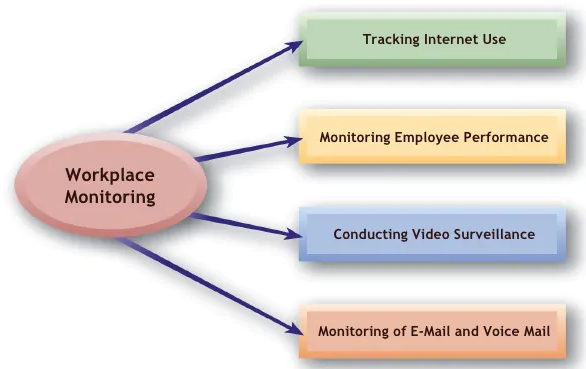 Tracking Internet Use
Monitoring Employee Performance
Workplace
Monitoring
Conducting Video Surveillance
Monitoring of E-Mail and Voice Mail